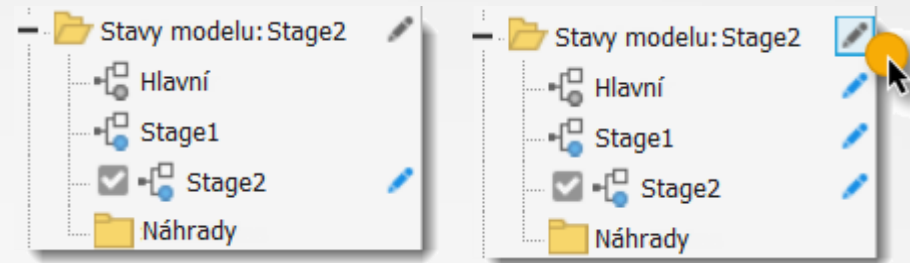 Stavy modelu: Stage2
Hlavní
Stage1
Stage2
Náhrady
Stavy modelu: Stage2
Hlavní
Stage1
Stage2
Náhrady